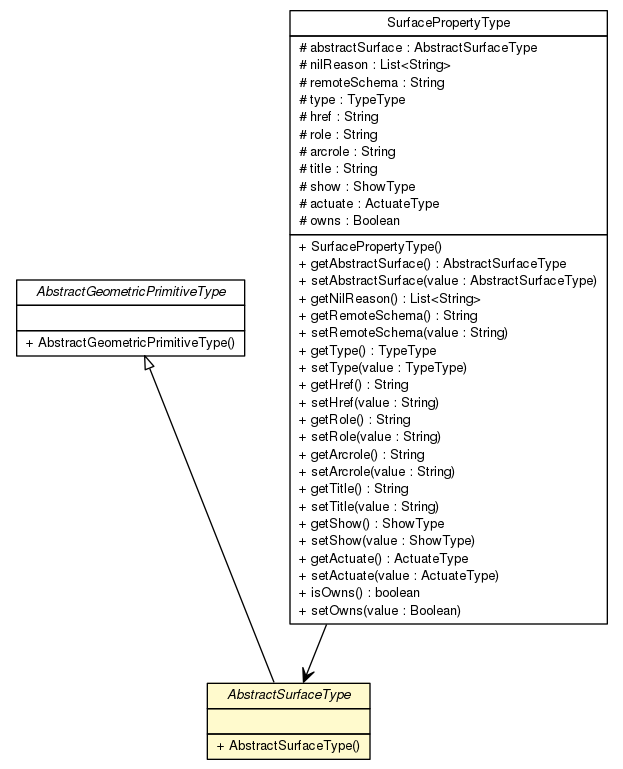 SurfacePropertyType
# abstractSurface : AbstractSurfaceType
# nilReason : List<String>
# remoteSchema : String
# type : TypeType
# href : String
# role : String
# arcrole : String
# title : String
# show : ShowType
# actuate : ActuateType
# owns : Boolean
+ SurfacePropertyType()
+ getAbstractSurface() : AbstractSurfaceType
+ setAbstractSurface(value : AbstractSurfaceType)
+ getNilReason() : List<String>
+ getRemoteSchema() : String
+ setRemoteSchema(value : String)
+ getType() : TypeType
+ setType(value : TypeType)
+ getHref() : String
+ setHref(value : String)
+ getRole() : String
+ setRole(value : String)
+ getArcrole() : String
+ setArcrole(value : String)
+ getTitle() : String
+ setTitle(value : String)
+ getShow() : ShowType
+ setShow(value : ShowType)
+ getActuate() : ActuateType
+ setActuate(value : ActuateType)
+ isOwns() : boolean
+ setOwns(value : Boolean)
AbstractGeometricPrimitiveType
+ AbstractGeometricPrimitiveType()
AbstractSurfaceType
+ AbstractSurfaceType()